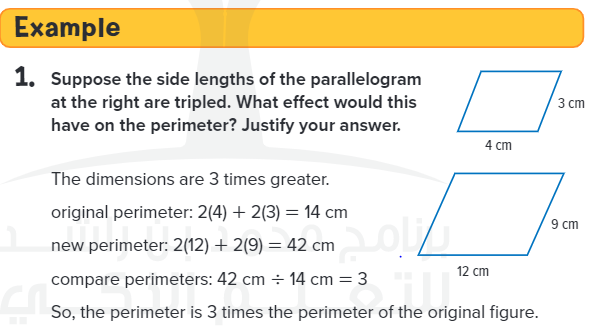 Example
1. Suppose the side lengths of the parallelogram
at the right are tripled. What effect would this
have on the perimeter? Justify your answer.
3 cm
4 cm
The dimensions are 3 times greater.
original perimeter: 2(4) + 2(3) = 14 cm
9 cm
new perimeter: 2(12) + 2(9) = 42 cm
12 cm
compare perimeters: 42 cm ÷ 14 cm = 3
So, the perimeter is 3 times the perimeter of the original figure.